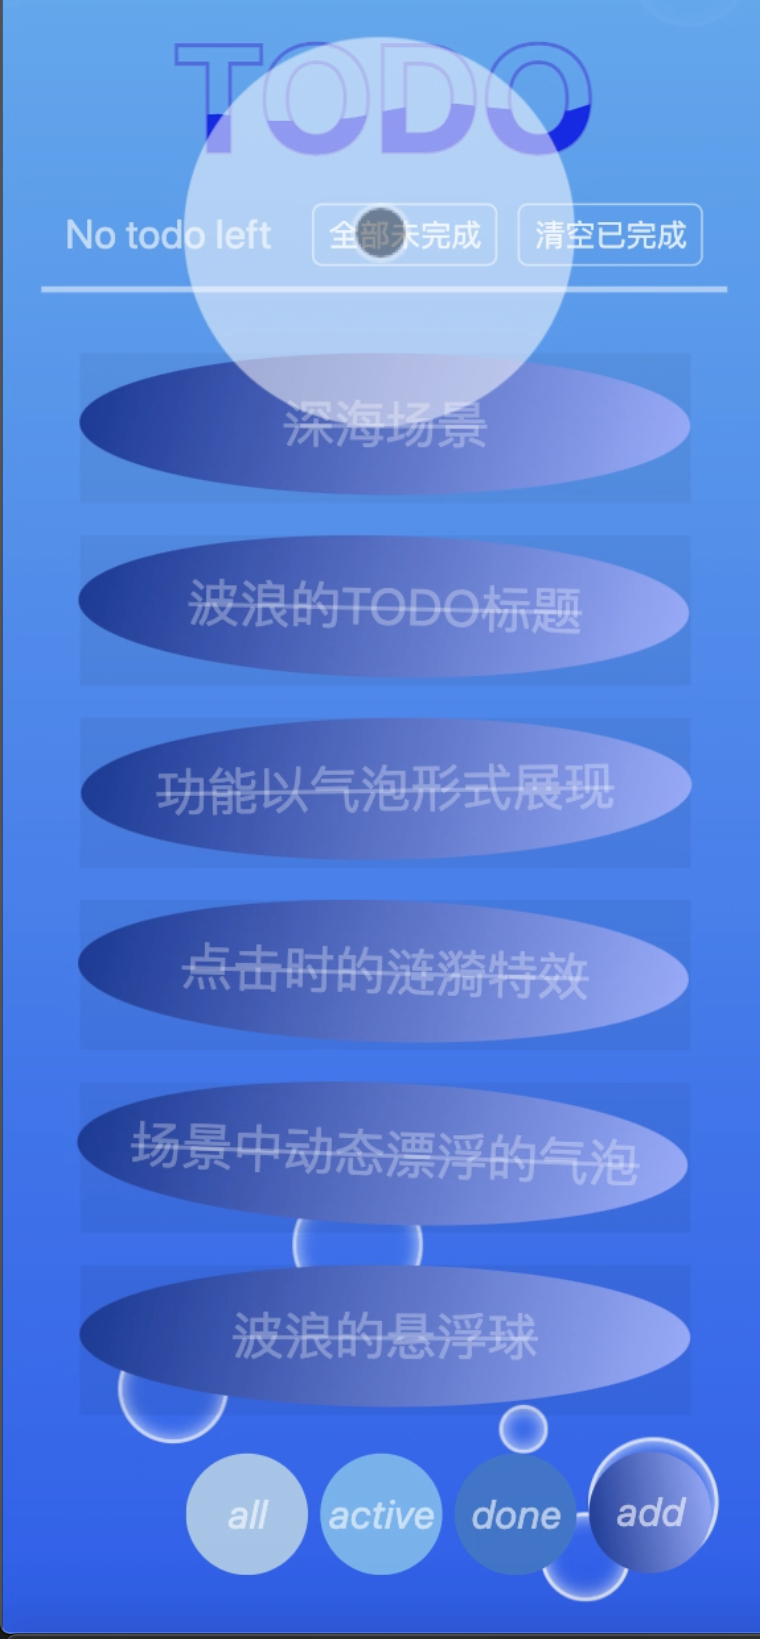 TODO
No todo left 全部未完成 清空已完成
深海场景
波浪的TODO标题
功能以气泡形式展现
点击时的涟漪特效
场景中动态漂浮的气泡
波浪的悬浮球
all active done add